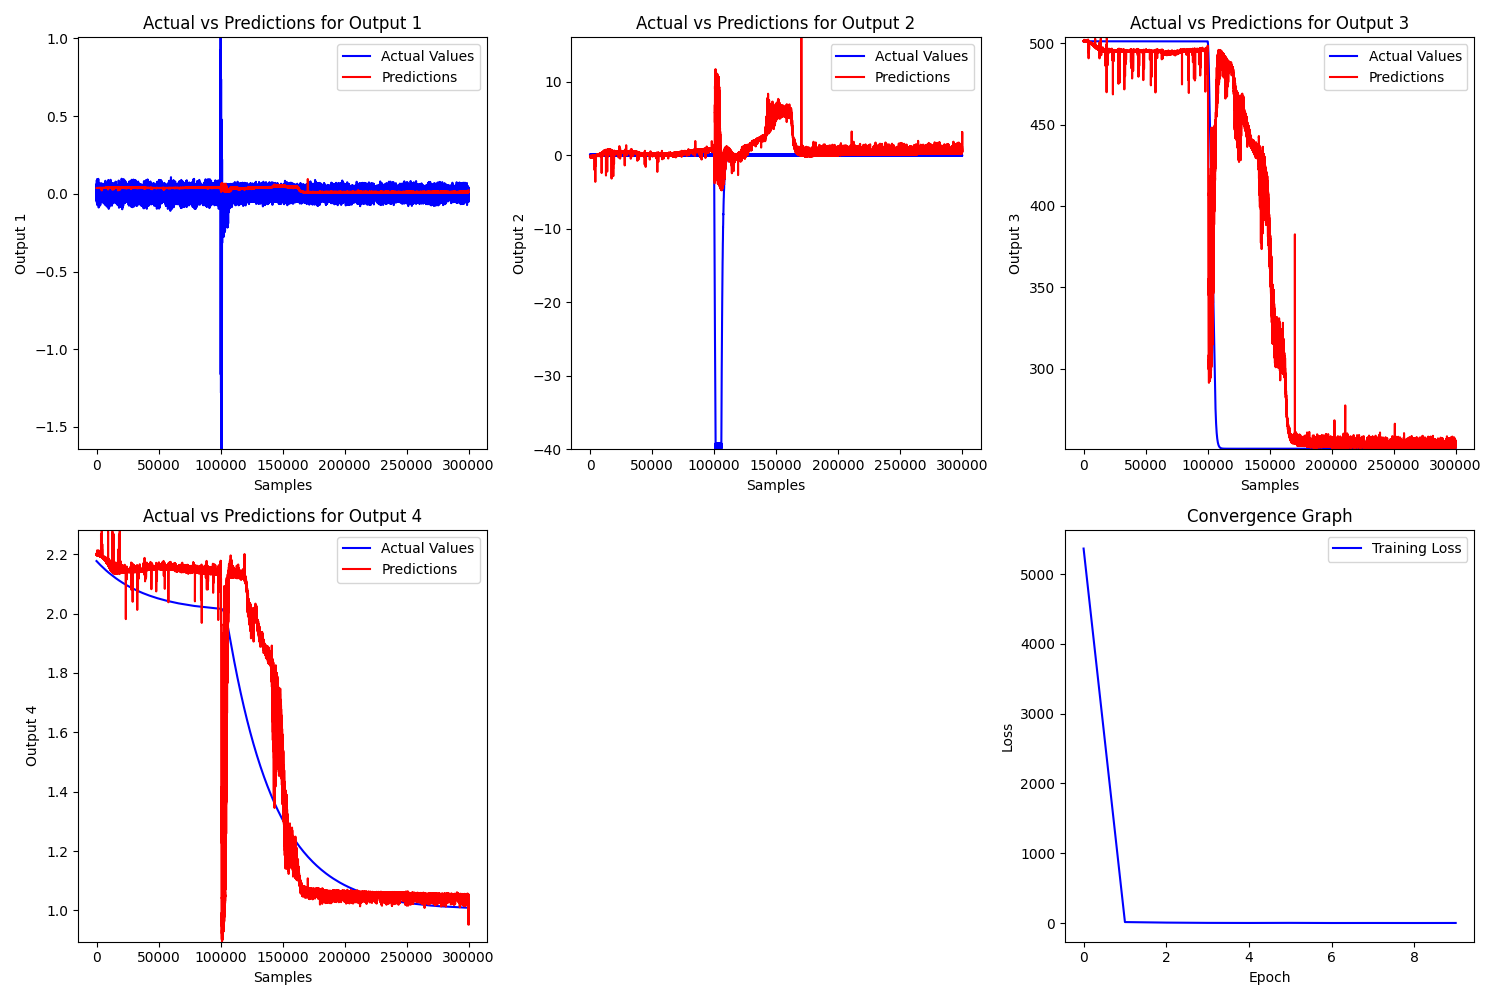 Actual vs Predictions for Output 1
1.0
0.5
0.0
−0.5
−1.0
−1.5
Output 1
Actual Values
Predictions
0 50000 100000 150000 200000 250000 300000
Samples
Actual vs Predictions for Output 2
10
0
−10
−20
−30
−40
Output 2
Actual Values
Predictions
0 50000 100000 150000 200000 250000 300000
Samples
Actual vs Predictions for Output 3
500
450
400
350
300
Output 3
Actual Values
Predictions
0 50000 100000 150000 200000 250000 300000
Samples
Actual vs Predictions for Output 4
2.2
2.0
1.8
1.6
1.4
1.2
1.0
Output 4
Actual Values
Predictions
0 50000 100000 150000 200000 250000 300000
Samples
Convergence Graph
5000
4000
3000
2000
1000
0
Loss
Training Loss
0 2 4 6 8
Epoch